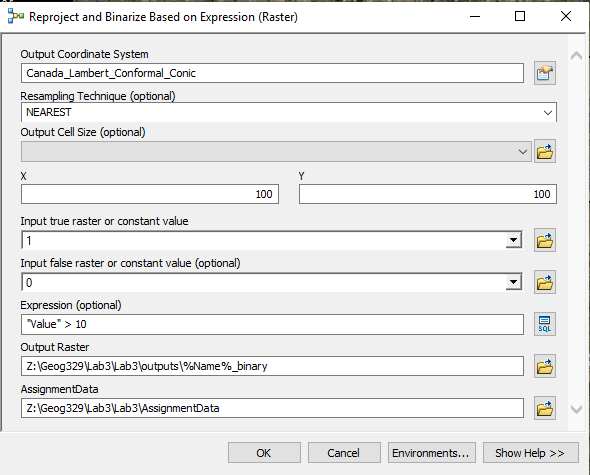 Reproject and Binarize Based on Expression (Raster)
Output Coordinate System
Canada_Lambert_Conformal_Conic
Resampling Technique (optional)
NEAREST
Output Cell Size (optional)
X Y
100 100
Input true raster or constant value
1
Input false raster or constant value (optional)
0
Expression (optional)
"Value" > 10
SQL
Output Raster
Z:\Geog329\Lab3\Lab3\outputs\%Name%_binary
AssignmentData
Z:\Geog329\Lab3\Lab3\AssignmentData
OK Cancel Environments... Show Help >>